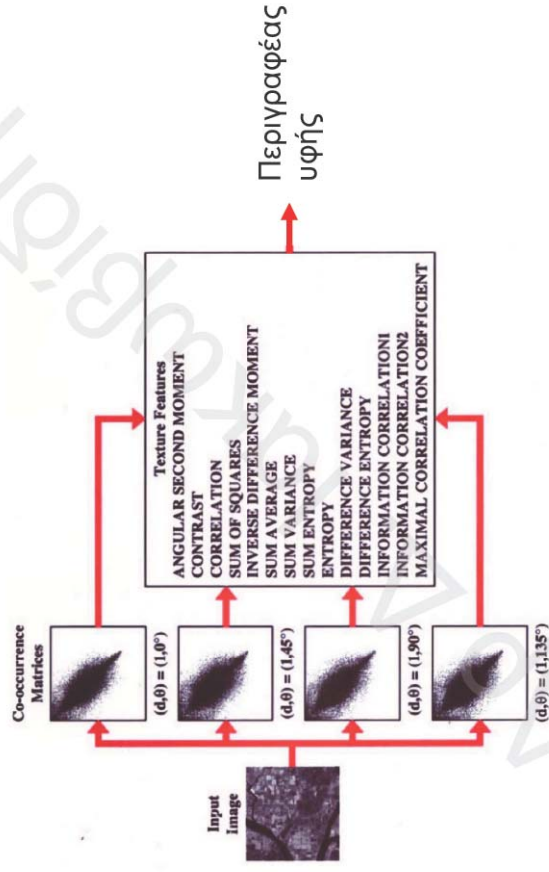 Input
Image
Co-occurrence
Matrices
(d,θ) = (1,0°)
(d,θ) = (1,45°)
(d,θ) = (1,90°)
(d,θ) = (1,135°)
Texture Features
ANGULAR SECOND MOMENT
CONTRAST
CORRELATION
SUM OF SQUARES
INVERSE DIFFERENCE MOMENT
SUM AVERAGE
SUM VARIANCE
SUM ENTROPY
ENTROPY
DIFFERENCE VARIANCE
DIFFERENCE ENTROPY
INFORMATION CORRELATION1
INFORMATION CORRELATION2
MAXIMAL CORRELATION COEFFICIENT
Περιγραφέας
υφής